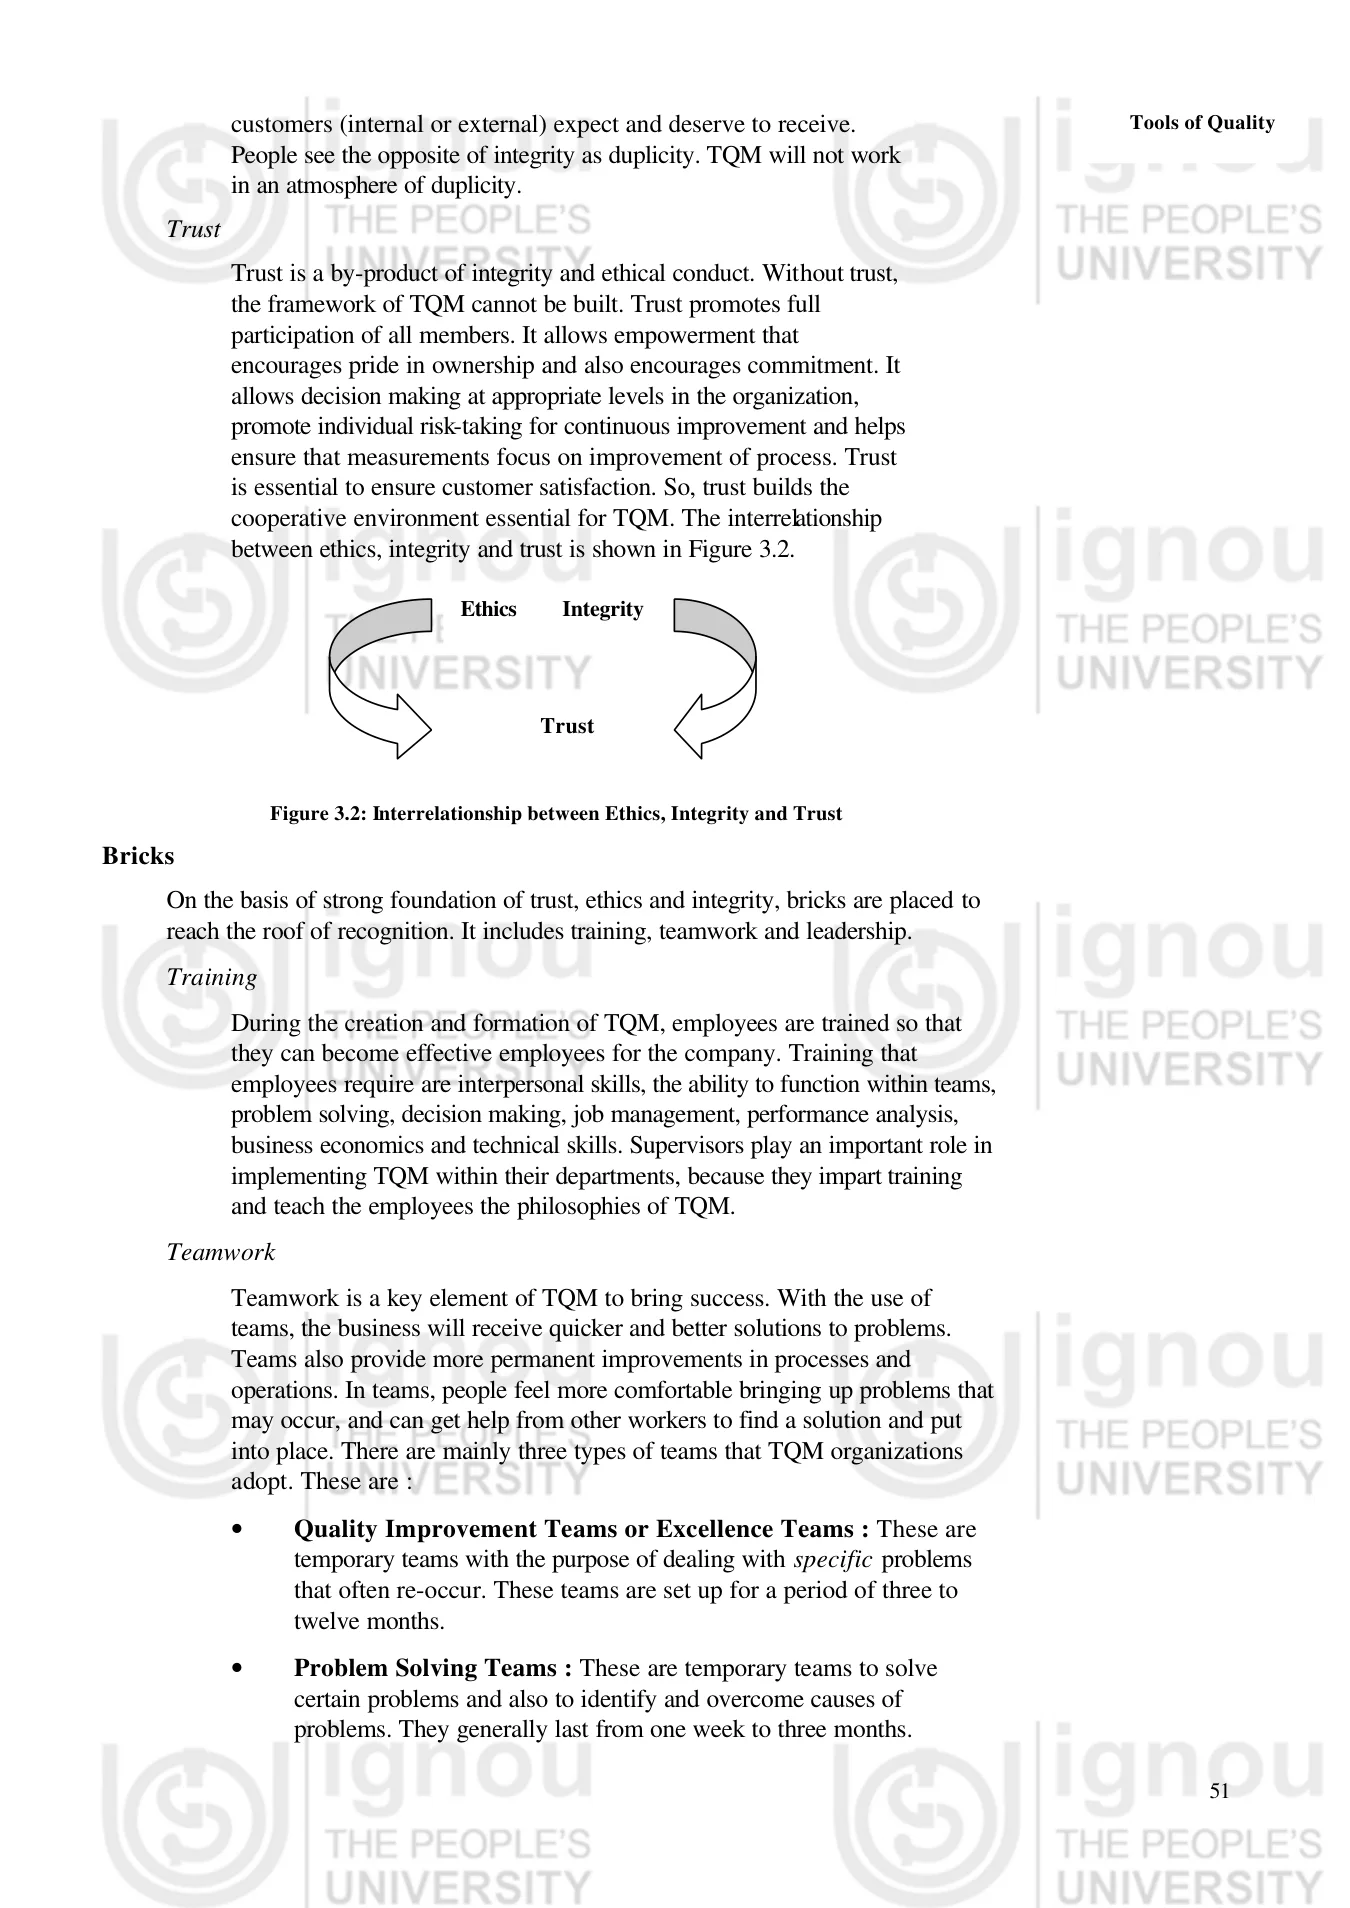 Tools of Quality
customers (internal or external) expect and deserve to receive.
People see the opposite of integrity as duplicity. TQM will not work
in an atmosphere of duplicity.
Trust
Trust is a by-product of integrity and ethical conduct. Without trust,
the framework of TQM cannot be built. Trust promotes full
participation of all members. It allows empowerment that
encourages pride in ownership and also encourages commitment. It
allows decision making at appropriate levels in the organization,
promote individual risk-taking for continuous improvement and helps
ensure that measurements focus on improvement of process. Trust
is essential to ensure customer satisfaction. So, trust builds the
cooperative environment essential for TQM. The interrelationship
between ethics, integrity and trust is shown in Figure 3.2.
Ethics Integrity
Trust
Figure 3.2: Interrelationship between Ethics, Integrity and Trust
Bricks
On the basis of strong foundation of trust, ethics and integrity, bricks are placed to
reach the roof of recognition. It includes training, teamwork and leadership.
Training
During the creation and formation of TQM, employees are trained so that
they can become effective employees for the company. Training that
employees require are interpersonal skills, the ability to function within teams,
problem solving, decision making, job management, performance analysis,
business economics and technical skills. Supervisors play an important role in
implementing TQM within their departments, because they impart training
and teach the employees the philosophies of TQM.
Teamwork
Teamwork is a key element of TQM to bring success. With the use of
teams, the business will receive quicker and better solutions to problems.
Teams also provide more permanent improvements in processes and
operations. In teams, people feel more comfortable bringing up problems that
may occur, and can get help from other workers to find a solution and put
into place. There are mainly three types of teams that TQM organizations
adopt. These are :
• Quality Improvement Teams or Excellence Teams : These are
temporary teams with the purpose of dealing with specific problems
that often re-occur. These teams are set up for a period of three to
twelve months.
• Problem Solving Teams : These are temporary teams to solve
certain problems and also to identify and overcome causes of
problems. They generally last from one week to three months.
51
ignou
THE PEOPLE'S
UNIVERSITY